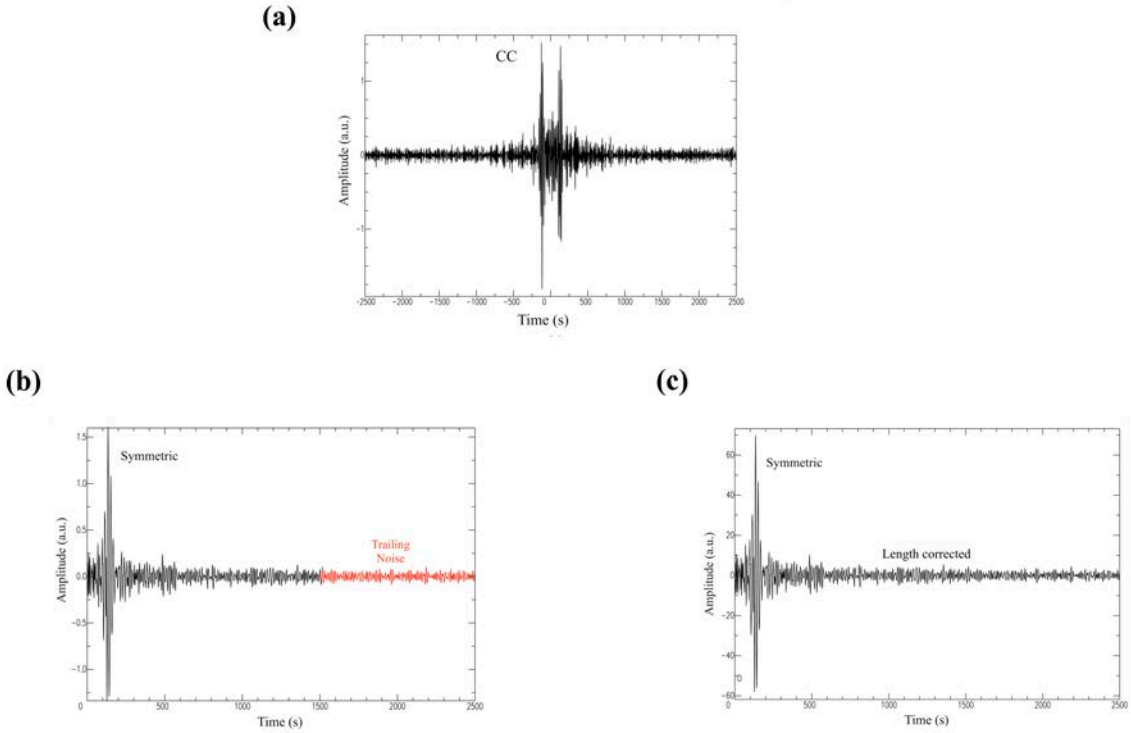 (a)
CC
Amplitude (a.u.)
1
0
-1
-2500 -2000 -1500 -1000 -500 0 500 1000 1500 2000 2500
Time (s)
(b)
Symmetric
Trailing
Noise
Amplitude (a.u.)
1.5
1.0
0.5
0.0
-0.5
-1.0
0 500 1000 1500 2000 2500
Time (s)
(c)
Symmetric
Length corrected
Amplitude (a.u.)
60
40
20
0
-20
-40
-60
0
0 500 1000 1500 2000 2500
Time (s)